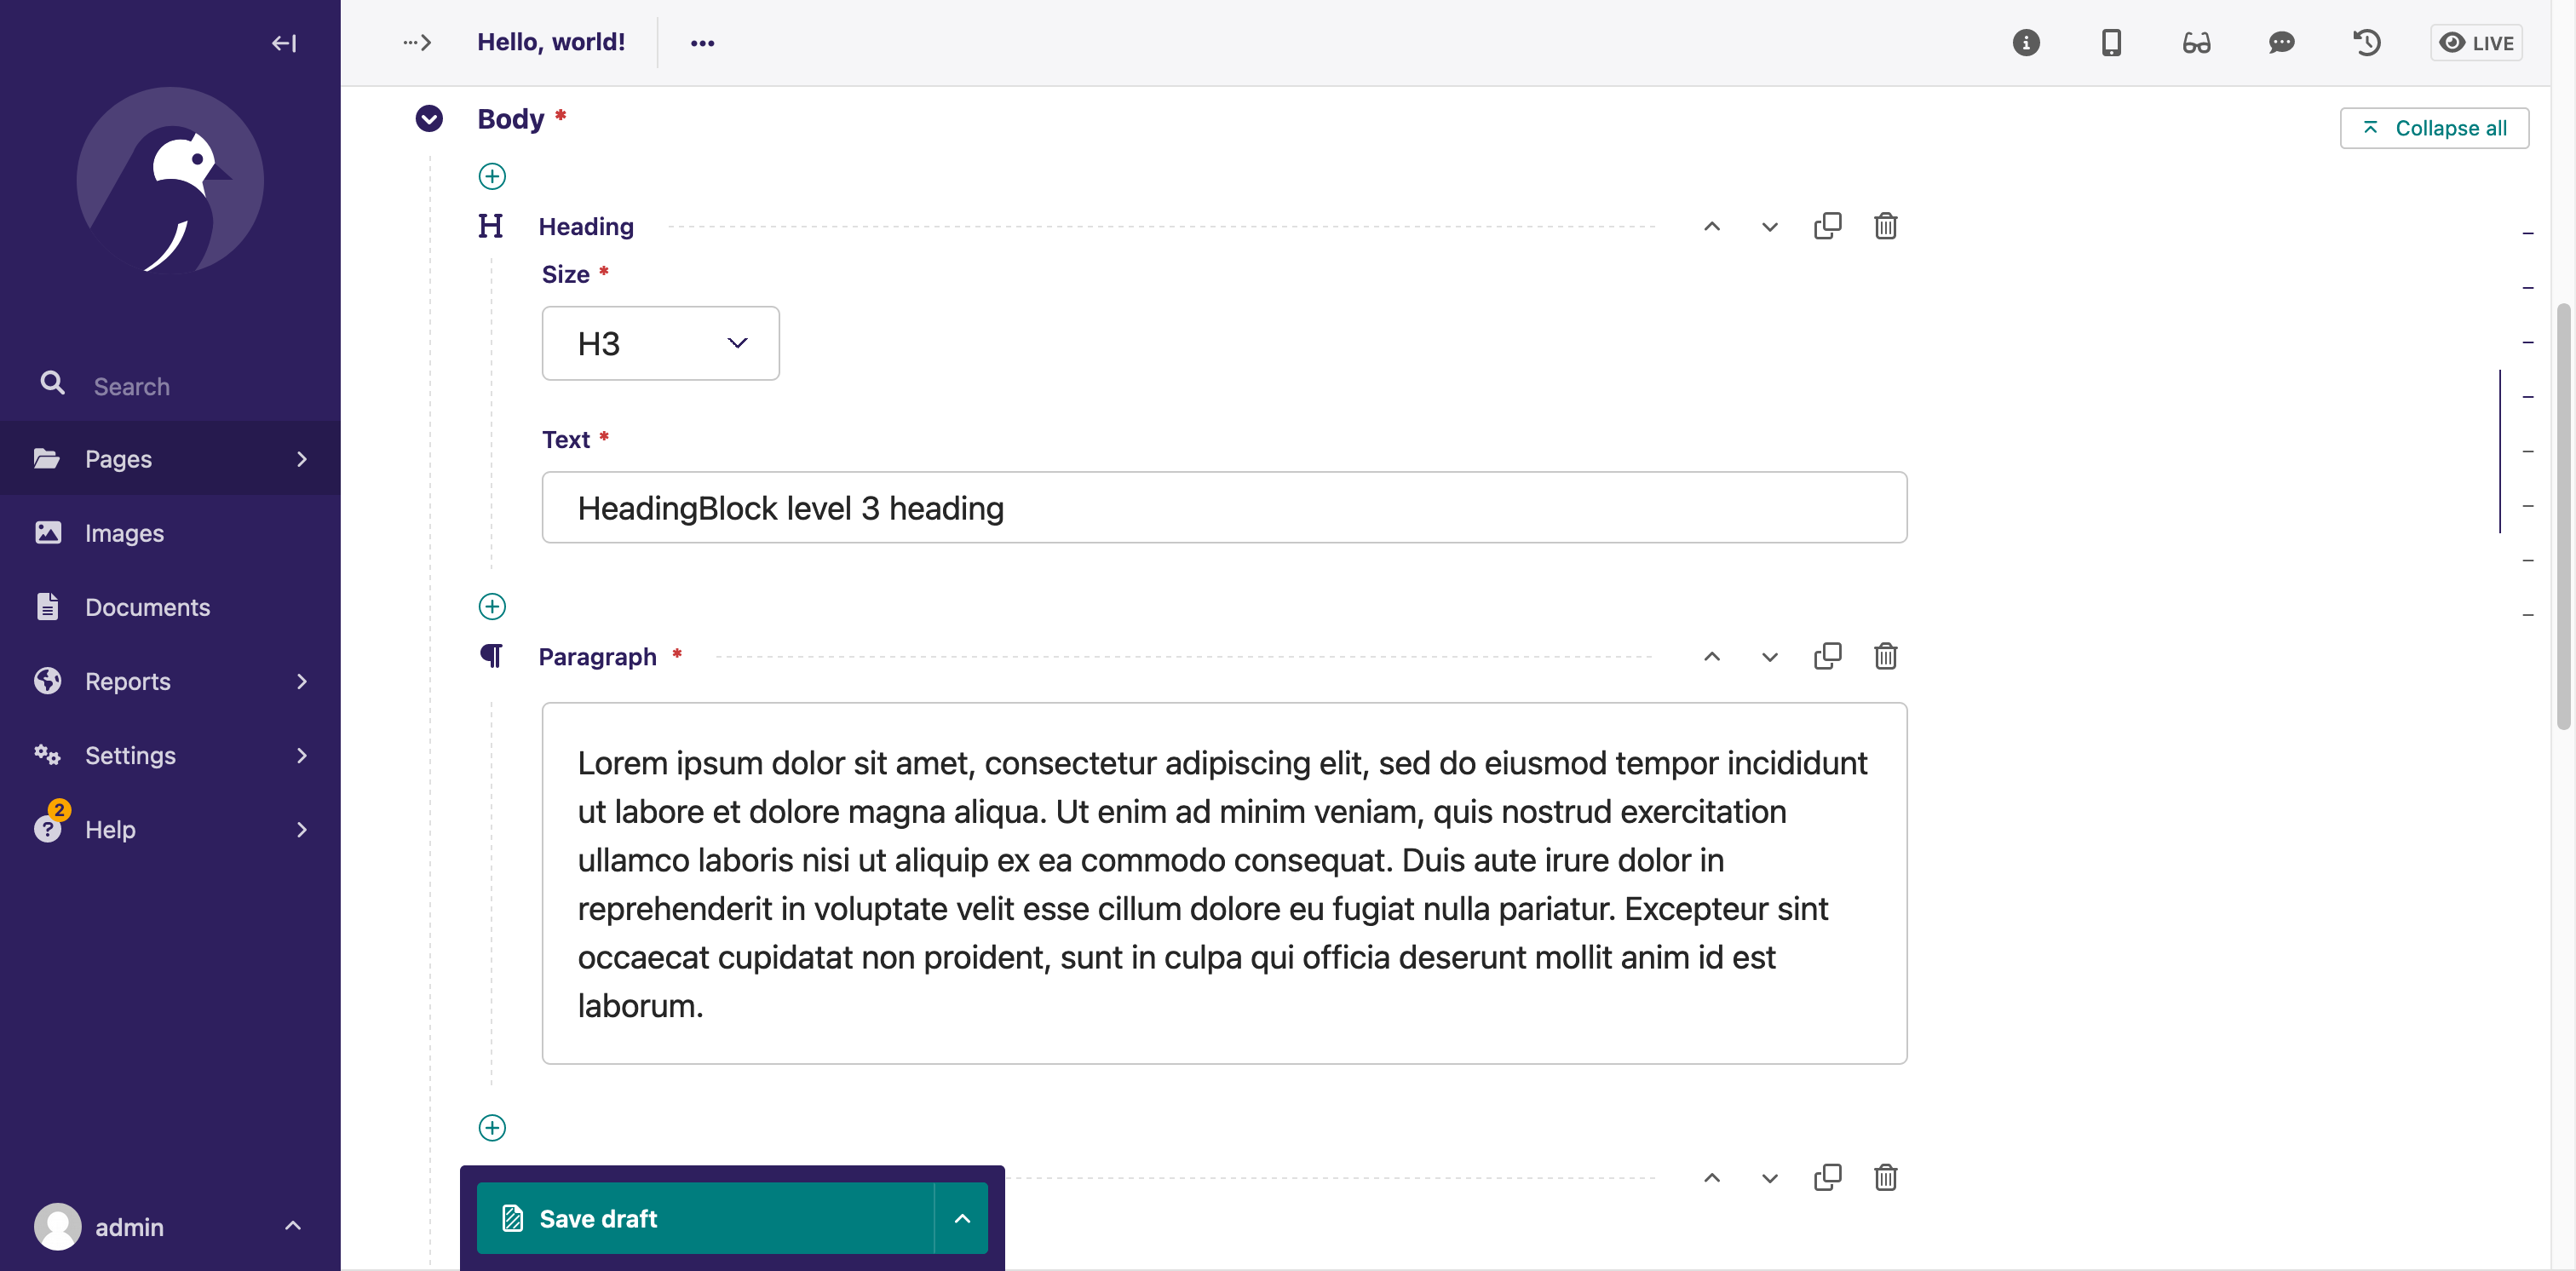 Hello, world!
LIVE
Body *
Collapse all
Search
Pages
Images
Documents
Reports
Settings
2
Help
admin
H Heading
Size *
H3
Text *
HeadingBlock level 3 heading
Paragraph *
Lorem ipsum dolor sit amet, consectetur adipiscing elit, sed do eiusmod tempor incididunt
ut labore et dolore magna aliqua. Ut enim ad minim veniam, quis nostrud exercitation
ullamco laboris nisi ut aliquip ex ea commodo consequat. Duis aute irure dolor in
reprehenderit in voluptate velit esse cillum dolore eu fugiat nulla pariatur. Excepteur sint
occaecat cupidatat non proident, sunt in culpa qui officia deserunt mollit anim id est
laborum.
Save draft